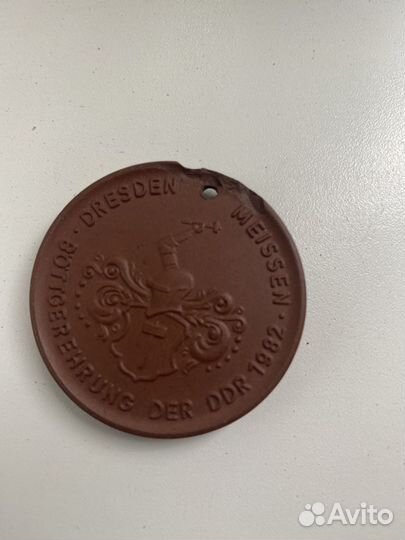 DRESDEN MEISSEN
· BÖTTGEREHRUNG DER DDR 1982 ·
Avito